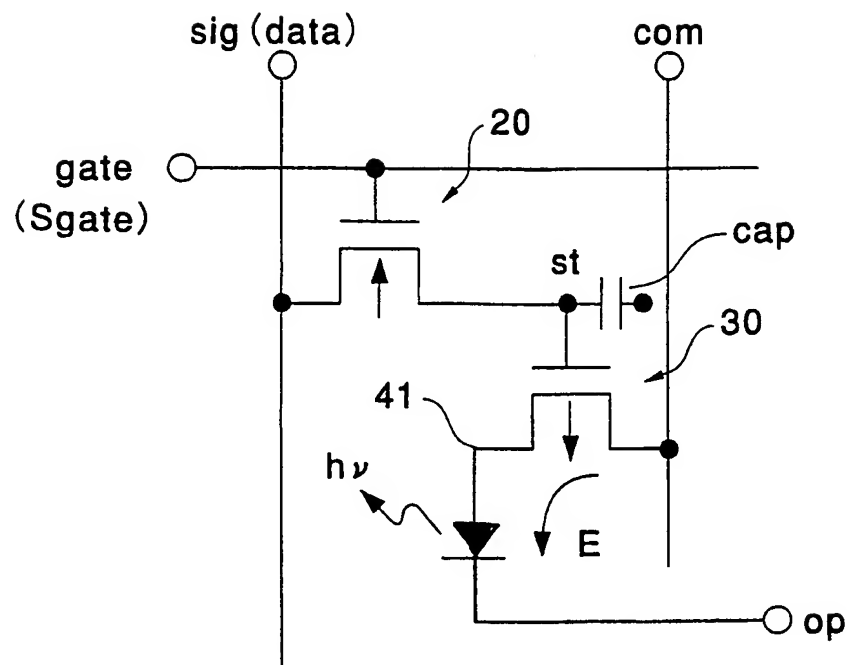 sig (data)
com
20
gate
(Sgate)
cap
st
30
41
hν
E
op